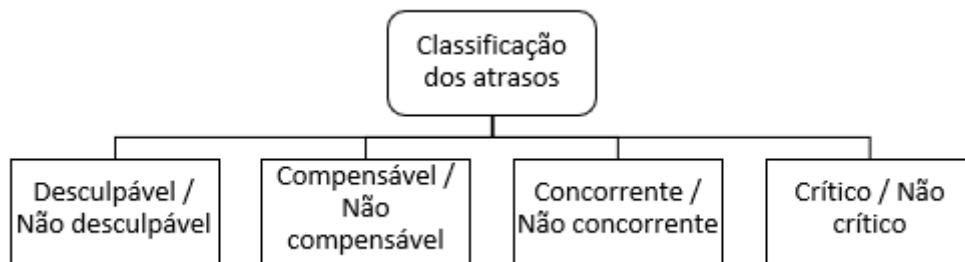 Classificação
dos atrasos
Desculpável /
Não desculpável
Compensável /
Não
compensável
Concorrente /
Não concorrente
Crítico / Não
crítico